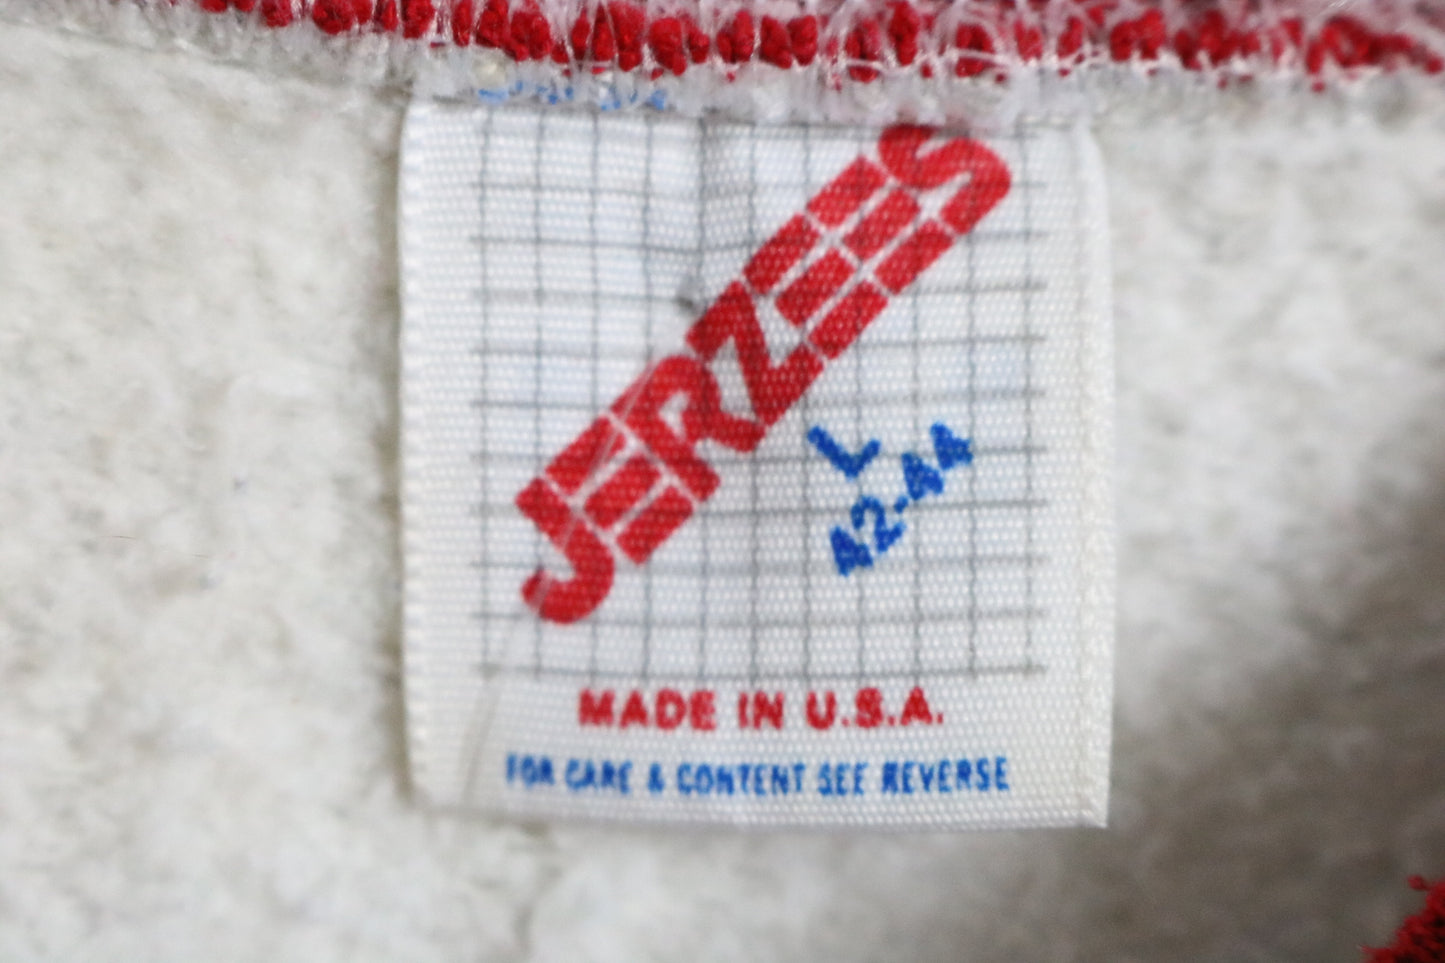 JERZEES
L
42-44
MADE IN U.S.A.
FOR CARE & CONTENT SEE REVERSE